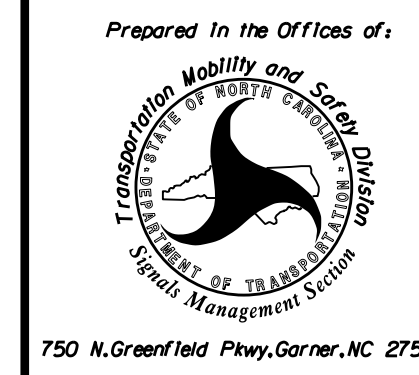 Prepared in the Offices of:
Transportation Mobility and Safety Division
STATE OF NORTH CAROLINA
DEPARTMENT OF TRANSPORTATION
Signals Management Section
750 N.Greenfield Pkwy,Garner,NC 275